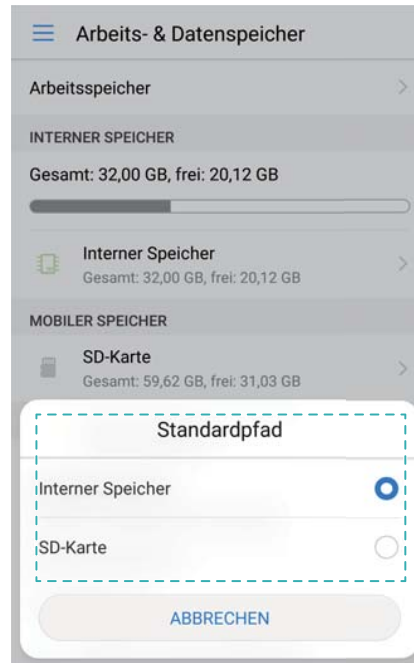 Arbeits- & Datenspeicher
Arbeitsspeicher
INTERNER SPEICHER
Gesamt: 32,00 GB, frei: 20,12 GB
Interner Speicher
Gesamt: 32,00 GB, frei: 20,12 GB
MOBILER SPEICHER
SD-Karte
Gesamt: 59,62 GB, frei: 31,03 GB
Standardpfad
Interner Speicher
SD-Karte
ABBRECHEN